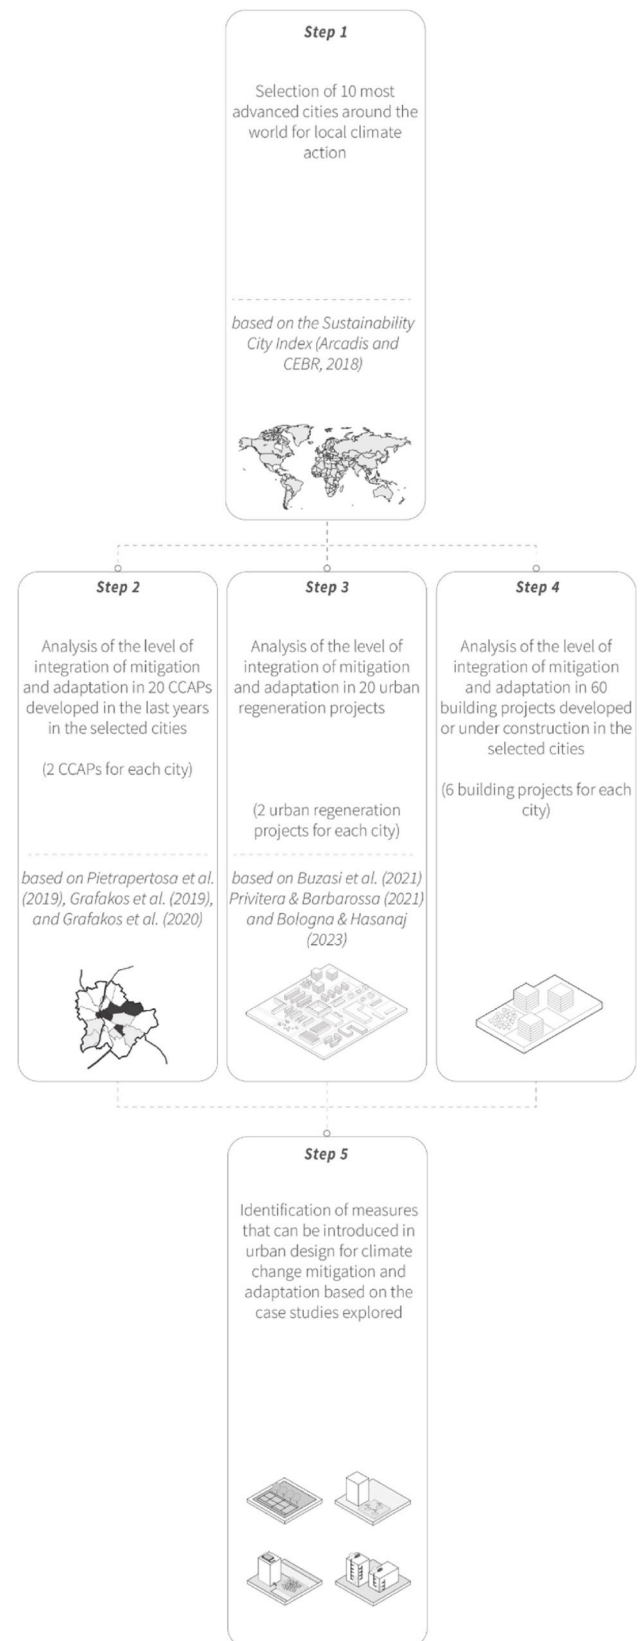 Step 1
Selection of 10 most
advanced cities around the
world for local climate
action
based on the Sustainability
City Index (Arcadis and
CEBR, 2018)
Step 2
Analysis of the level of
integration of mitigation
and adaptation in 20 CCAPs
developed in the last years
in the selected cities
(2 CCAPs for each city)
based on Pietrapertosa et al.
(2019), Grafakos et al. (2019),
and Grafakos et al. (2020)
Step 3
Analysis of the level of
integration of mitigation
and adaptation in 20 urban
regeneration projects
(2 urban regeneration
projects for each city)
based on Buzasi et al. (2021)
Privitera & Barbarossa (2021)
and Bologna & Hasanaj
(2023)
Step 4
Analysis of the level of
integration of mitigation
and adaptation in 60
building projects developed
or under construction in the
selected cities
(6 building projects for each
city)
Step 5
Identification of measures
that can be introduced in
urban design for climate
change mitigation and
adaptation based on the
case studies explored